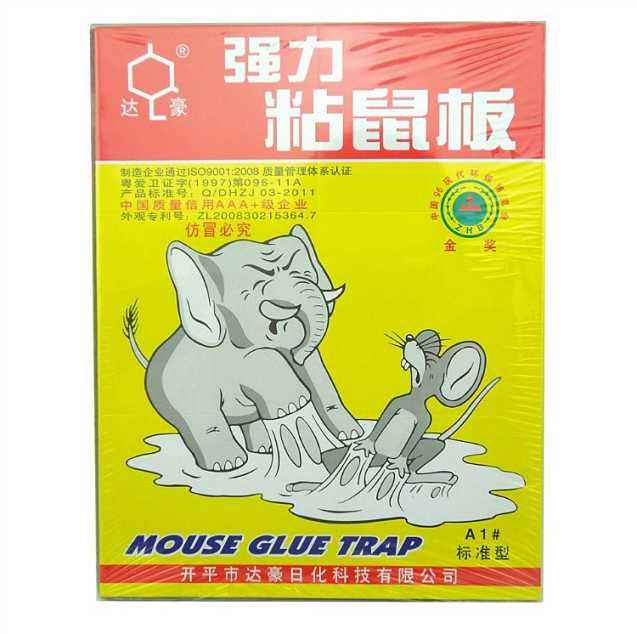 达豪
®
强力
粘鼠板
制造企业通过ISO9001:2008 质量管理体系认证
粤爱卫证字(1997)第095-11A
产品标准号：Q/DHZJ 03-2011
中国质量信用AAA+级企业
外观专利号：ZL200830215364.7
仿冒必究
ZHB
金奖
MOUSE GLUE TRAP
A1#
标准型
开平市达豪日化科技有限公司